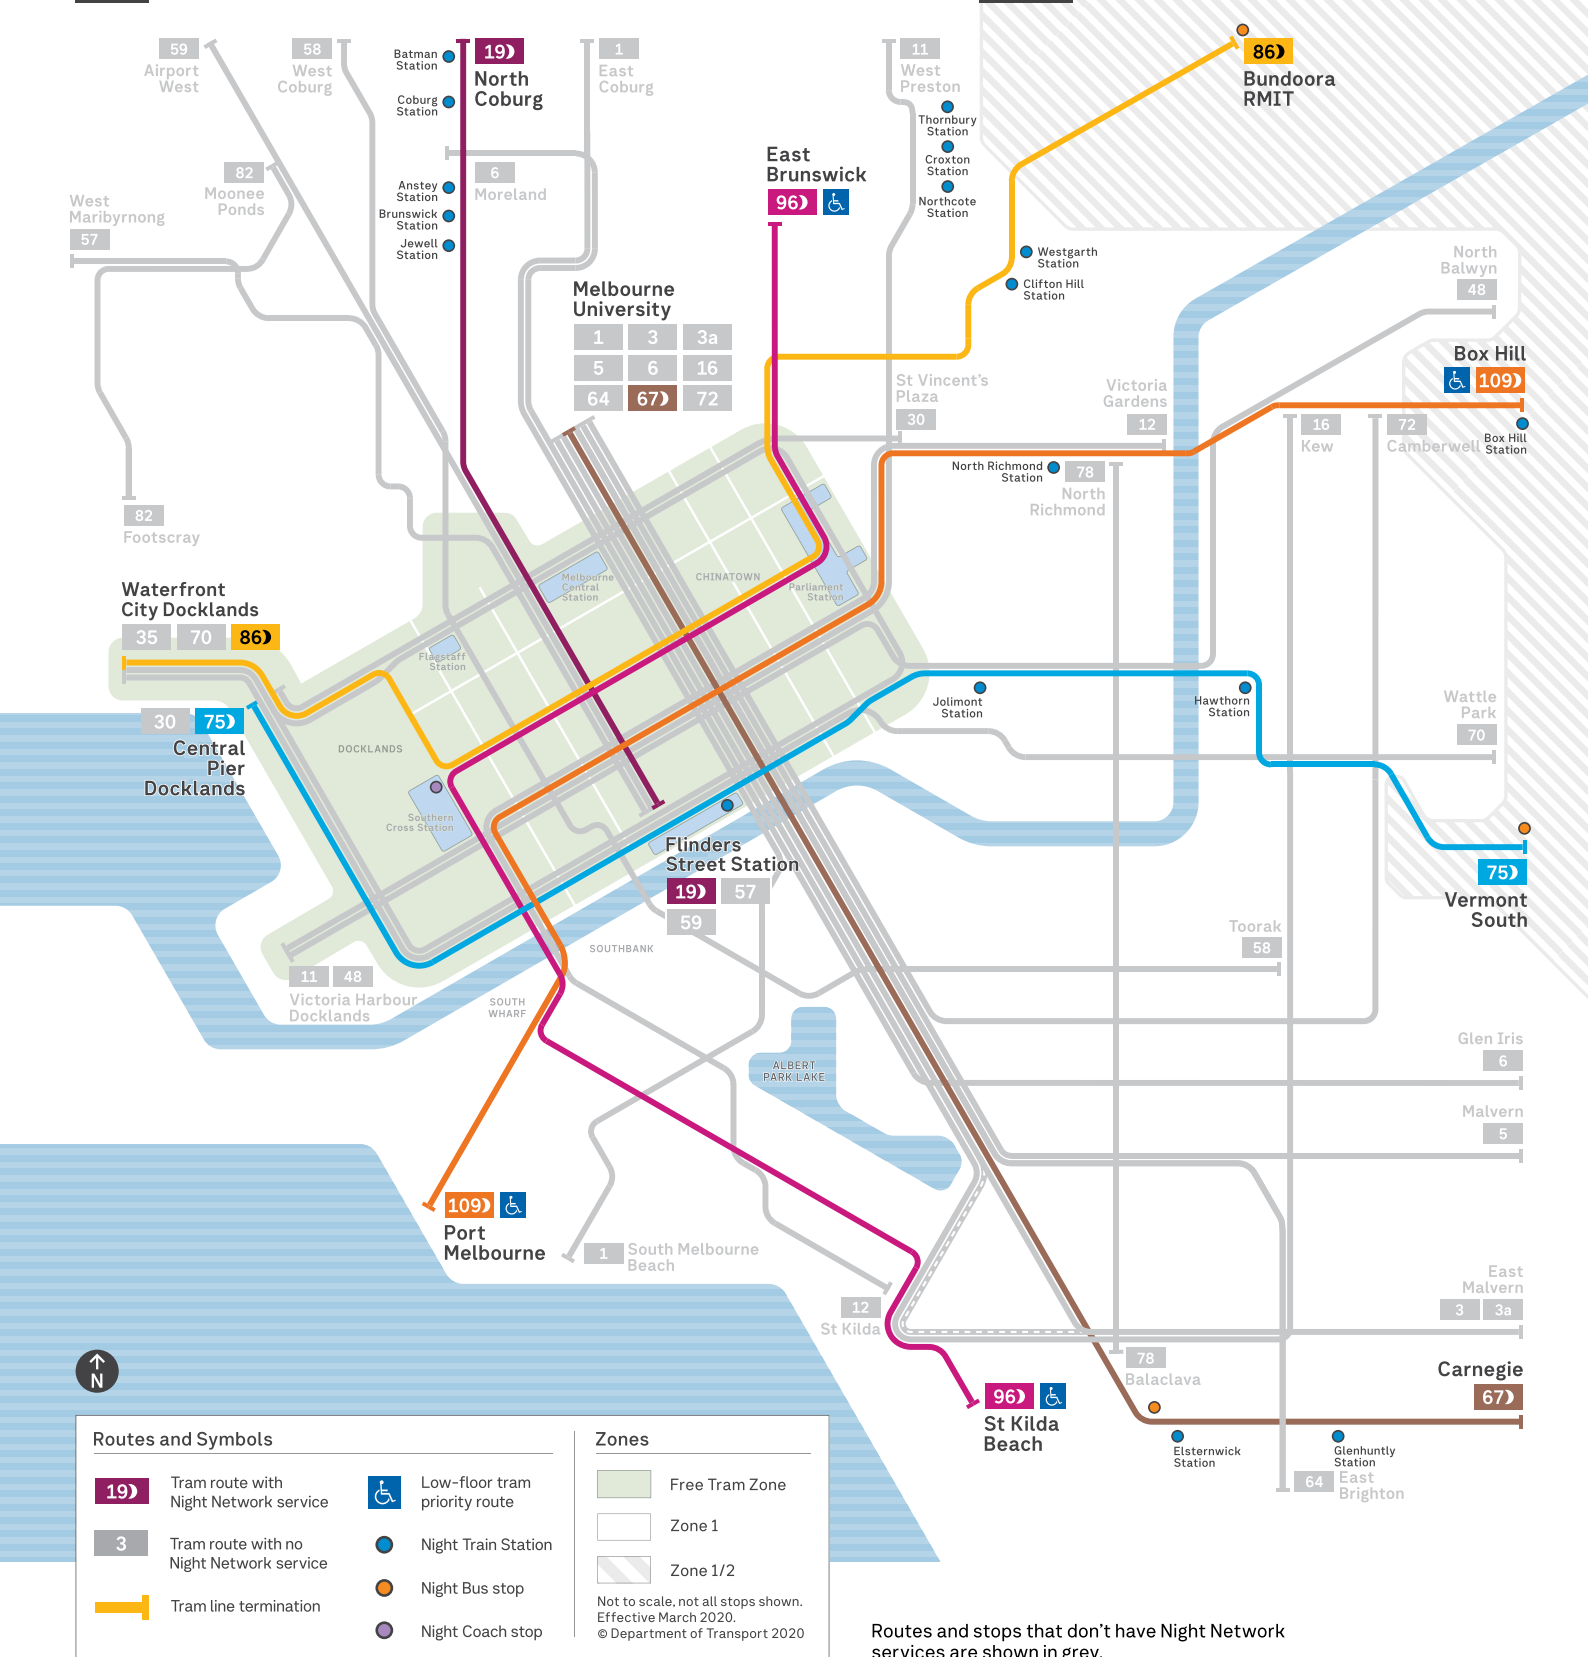 59
Airport
West
58
West
Coburg
Batman
Station
19
North
Coburg
Coburg
Station
1
East
Coburg
11
West
Preston
86
Bundoora
RMIT
Thornbury
Station
Croxton
Station
Northcote
Station
82
Moonee
Ponds
6
Moreland
Anstey
Station
Brunswick
Station
Jewell
Station
East
Brunswick
96
West
Maribyrnong
57
Westgarth
Station
Clifton Hill
Station
North
Balwyn
48
Melbourne
University
1
3
3a
5
6
16
64
67
72
St Vincent's
Plaza
30
Victoria
Gardens
12
Box Hill
109
16
Kew
72
Camberwell
Box Hill
Station
North Richmond
Station
78
North
Richmond
82
Footscray
Melbourne
Central
Station
CHINATOWN
Parliament
Station
Waterfront
City Docklands
35
70
86
Flagstaff
Station
30
75
Central
Pier
Docklands
DOCKLANDS
Jolimont
Station
Hawthorn
Station
Wattle
Park
70
Southern
Cross Station
Flinders
Street Station
19
57
59
75
Vermont
South
Toorak
58
SOUTHBANK
11
48
Victoria Harbour
Docklands
SOUTH
WHARF
ALBERT
PARK LAKE
Glen Iris
6
Malvern
5
109
Port
Melbourne
1
South Melbourne
Beach
12
St Kilda
East
Malvern
3
3a
78
Balaclava
Carnegie
67
96
St Kilda
Beach
Elsternwick
Station
Glenhuntly
Station
64
East
Brighton
N
Routes and Symbols
19
Tram route with
Night Network service
3
Tram route with no
Night Network service
Tram line termination
Low-floor tram
priority route
Night Train Station
Night Bus stop
Night Coach stop
Zones
Free Tram Zone
Zone 1
Zone 1/2
Not to scale, not all stops shown.
Effective March 2020.
© Department of Transport 2020
Routes and stops that don't have Night Network
services are shown in grey.